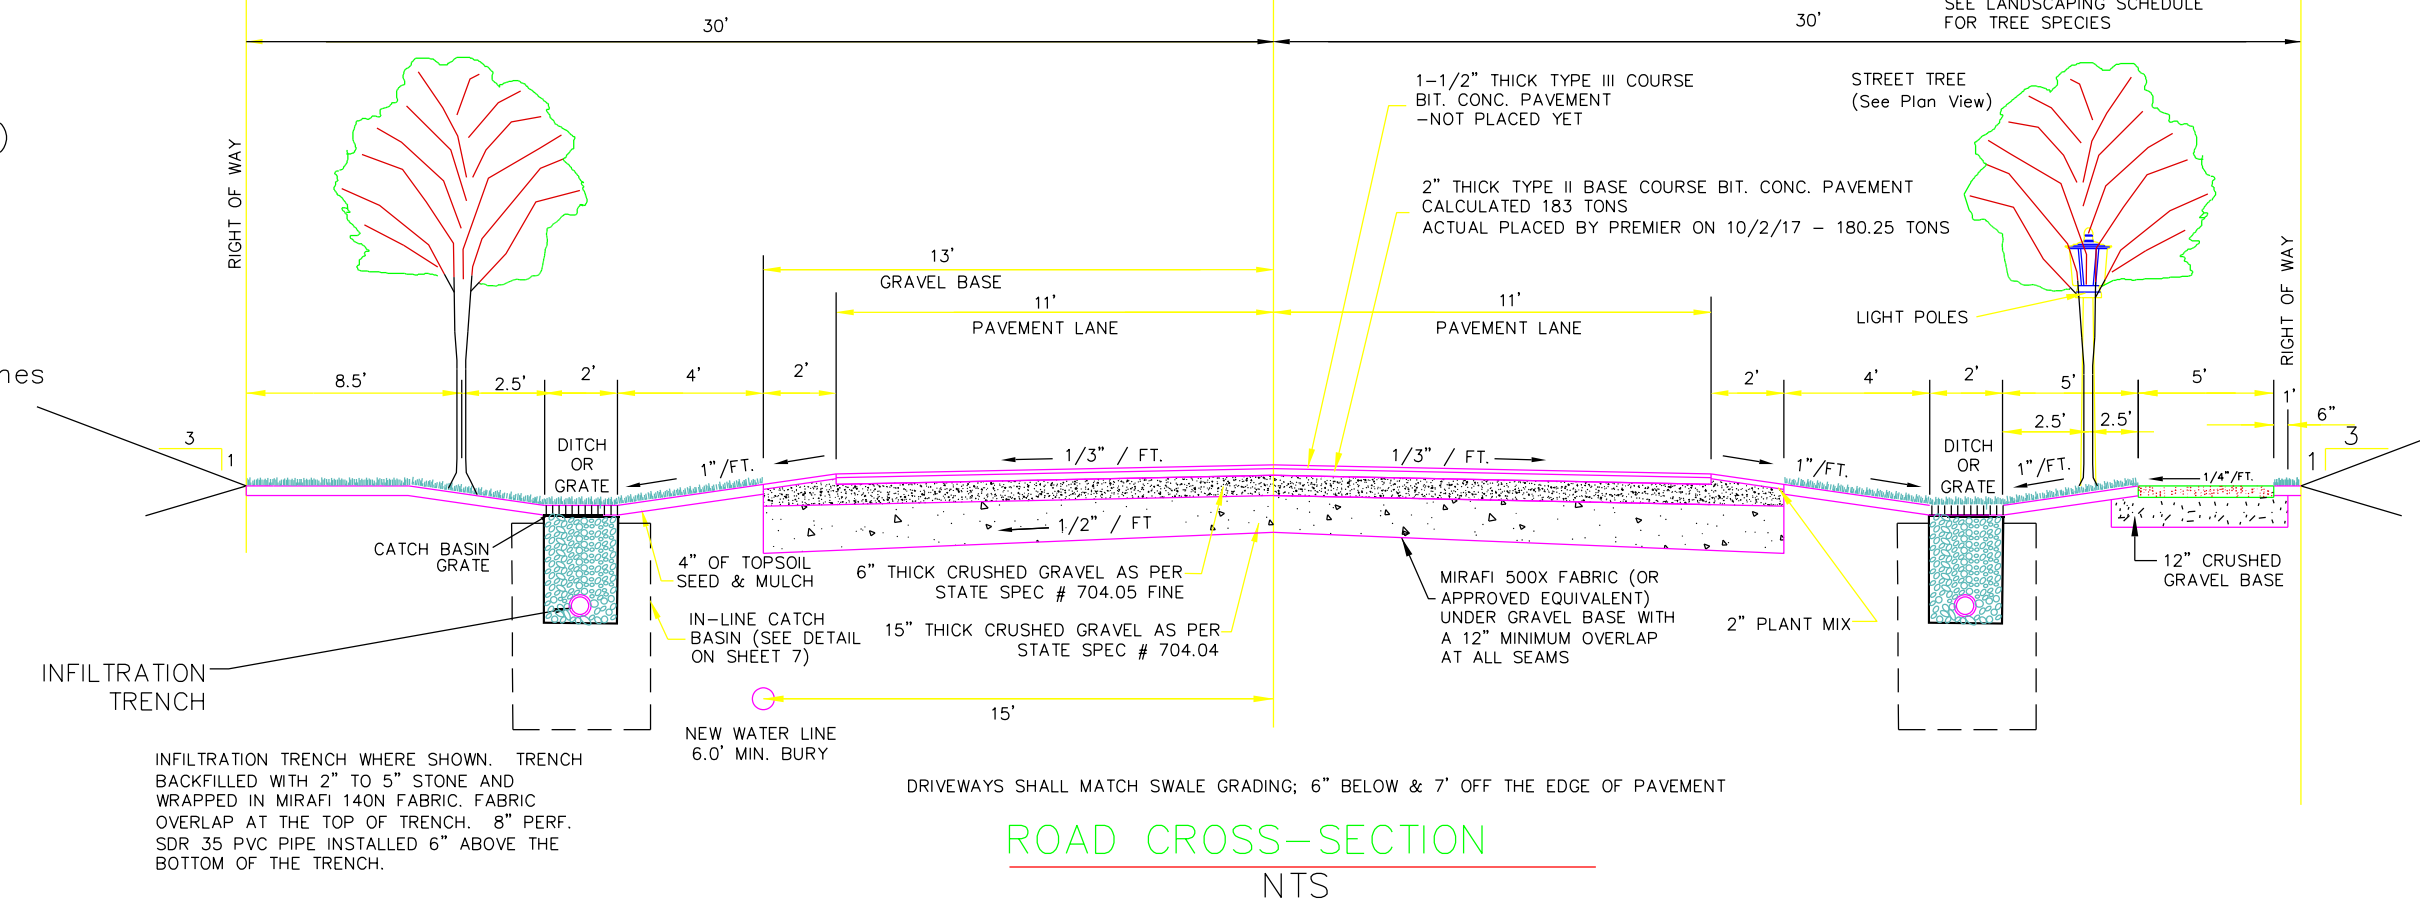 SEE LANDSCAPING SCHEDULE
FOR TREE SPECIES
30'
30'
1-1/2" THICK TYPE III COURSE
BIT. CONC. PAVEMENT
-NOT PLACED YET
STREET TREE
(See Plan View)
)
RIGHT OF WAY
2" THICK TYPE II BASE COURSE BIT. CONC. PAVEMENT
CALCULATED 183 TONS
ACTUAL PLACED BY PREMIER ON 10/2/17 - 180.25 TONS
RIGHT OF WAY
13'
GRAVEL BASE
11'
PAVEMENT LANE
11'
PAVEMENT LANE
LIGHT POLES
nes
8.5'
2.5'
2'
4'
2'
2'
4'
2'
5'
5'
1'
6"
2.5'
2.5'
3
1
3
1
DITCH
OR
GRATE
1"/FT.
1/3" / FT.
1/3" / FT.
1"/FT.
DITCH
OR
GRATE
1"/FT.
1/4"/FT.
1/2" / FT
CATCH BASIN
GRATE
4" OF TOPSOIL
SEED & MULCH
6" THICK CRUSHED GRAVEL AS PER
STATE SPEC # 704.05 FINE
15" THICK CRUSHED GRAVEL AS PER
STATE SPEC # 704.04
MIRAFI 500X FABRIC (OR
APPROVED EQUIVALENT)
UNDER GRAVEL BASE WITH
A 12" MINIMUM OVERLAP
AT ALL SEAMS
2" PLANT MIX
12" CRUSHED
GRAVEL BASE
IN-LINE CATCH
BASIN (SEE DETAIL
ON SHEET 7)
INFILTRATION
TRENCH
15'
NEW WATER LINE
6.0' MIN. BURY
INFILTRATION TRENCH WHERE SHOWN. TRENCH
BACKFILLED WITH 2" TO 5" STONE AND
WRAPPED IN MIRAFI 140N FABRIC. FABRIC
OVERLAP AT THE TOP OF TRENCH. 8" PERF.
SDR 35 PVC PIPE INSTALLED 6" ABOVE THE
BOTTOM OF THE TRENCH.
DRIVEWAYS SHALL MATCH SWALE GRADING; 6" BELOW & 7' OFF THE EDGE OF PAVEMENT
ROAD CROSS-SECTION
NTS